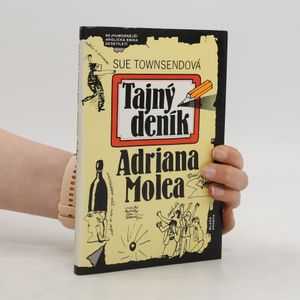 NEJHUMORNĚJŠÍ
ANGLICKÁ KNIHA
DESETILETÍ
SUE TOWNSENDOVÁ
Tajný
deník
Adriana
Molea